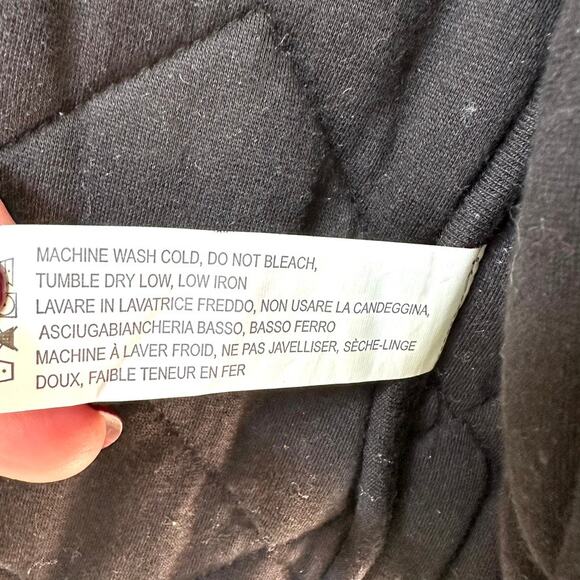 MACHINE WASH COLD, DO NOT BLEACH,
TUMBLE DRY LOW, LOW IRON
LAVARE IN LAVATRICE FREDDO, NON USARE LA CANDEGGINA,
ASCIUGABIANCHERIA BASSO, BASSO FERRO
MACHINE À LAVER FROID, NE PAS JAVELLISER, SÈCHE-LINGE
DOUX, FAIBLE TENEUR EN FER